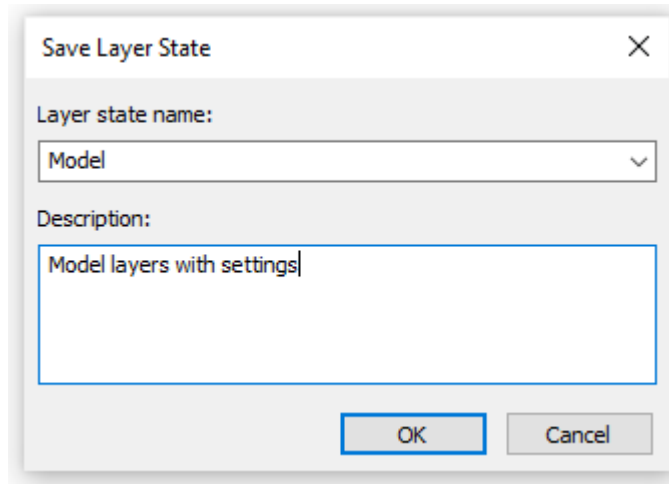 Save Layer State
Layer state name:
Model
Description:
Model layers with settings
OK
Cancel